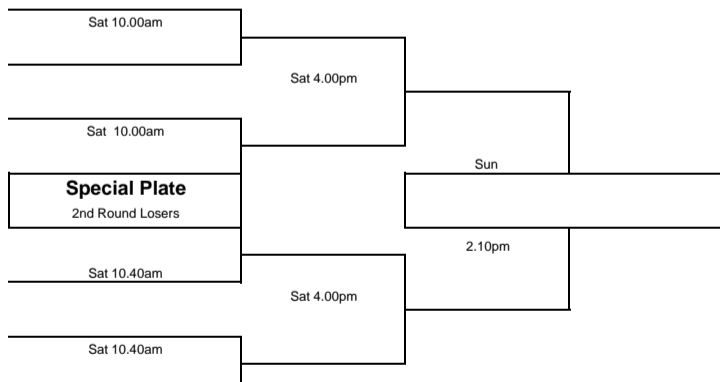 Sat 10.00am
Sat 4.00pm
Sat 10.00am
Sun
Special Plate
2nd Round Losers
2.10pm
Sat 10.40am
Sat 4.00pm
Sat 10.40am